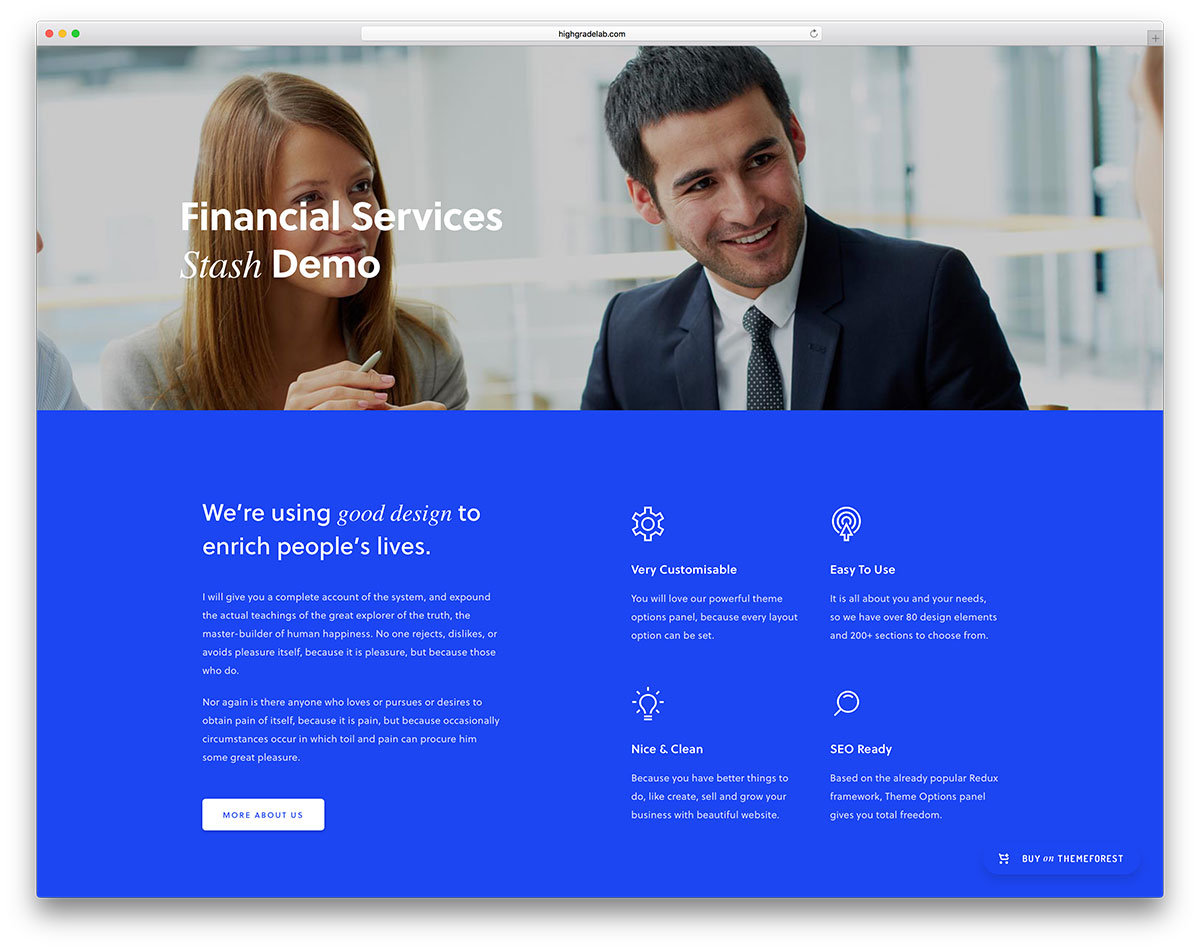 highgradelab.com
Financial Services
Stash Demo
We're using good design to
enrich people's lives.
I will give you a complete account of the system, and expound
the actual teachings of the great explorer of the truth, the
master-builder of human happiness. No one rejects, dislikes, or
avoids pleasure itself, because it is pleasure, but because those
who do.
Nor again is there anyone who loves or pursues or desires to
obtain pain of itself, because it is pain, but because occasionally
circumstances occur in which toil and pain can procure him
some great pleasure.
MORE ABOUT US
Very Customisable
You will love our powerful theme
options panel, because every layout
option can be set.
Easy To Use
It is all about you and your needs,
so we have over 80 design elements
and 200+ sections to choose from.
Nice & Clean
Because you have better things to
do, like create, sell and grow your
business with beautiful website.
SEO Ready
Based on the already popular Redux
framework, Theme Options panel
gives you total freedom.
BUY on THEMEFOREST